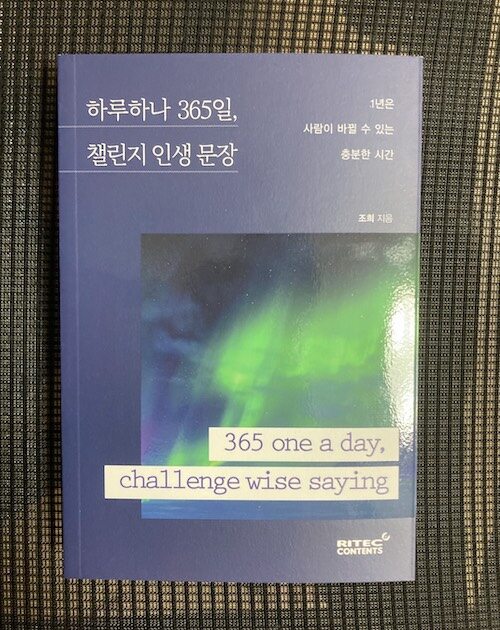 하루하나 365일,
챌린지 인생 문장
1년은
사람이 바뀔 수 있는
충분한 시간
조희 지음
365 one a day,
challenge wise saying
RITEC
CONTENTS